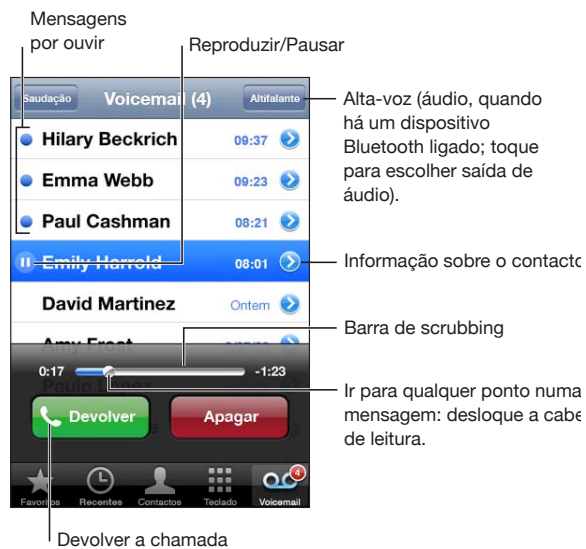 Mensagens
por ouvir
Reproduzir/Pausar
Saudação Voicemail (4) Altifalante
Hilary Beckrich 09:37
Emma Webb 09:23
Paul Cashman 08:21
Emily Harrold 08:01
David Martinez Ontem
Amy Frost
0:17 -1:23
Paulo Lopez
Devolver Apagar
Favoritos Recentes Contactos Teclado Voicemail
4
Alta-voz (áudio, quando
há um dispositivo
Bluetooth ligado; toque
para escolher saída de
áudio).
Informação sobre o contacto
Barra de scrubbing
Ir para qualquer ponto numa
mensagem: desloque a cabe
de leitura.
Devolver a chamada